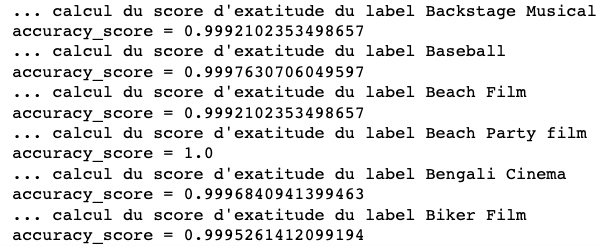 ... calcul du score d'exatitude du label Backstage Musical
accuracy_score = 0.9992102353498657
... calcul du score d'exatitude du label Baseball
accuracy_score = 0.9997630706049597
... calcul du score d'exatitude du label Beach Film
accuracy_score = 0.9992102353498657
... calcul du score d'exatitude du label Beach Party film
accuracy_score = 1.0
... calcul du score d'exatitude du label Bengali Cinema
accuracy_score = 0.9996840941399463
... calcul du score d'exatitude du label Biker Film
accuracy_score = 0.9995261412099194